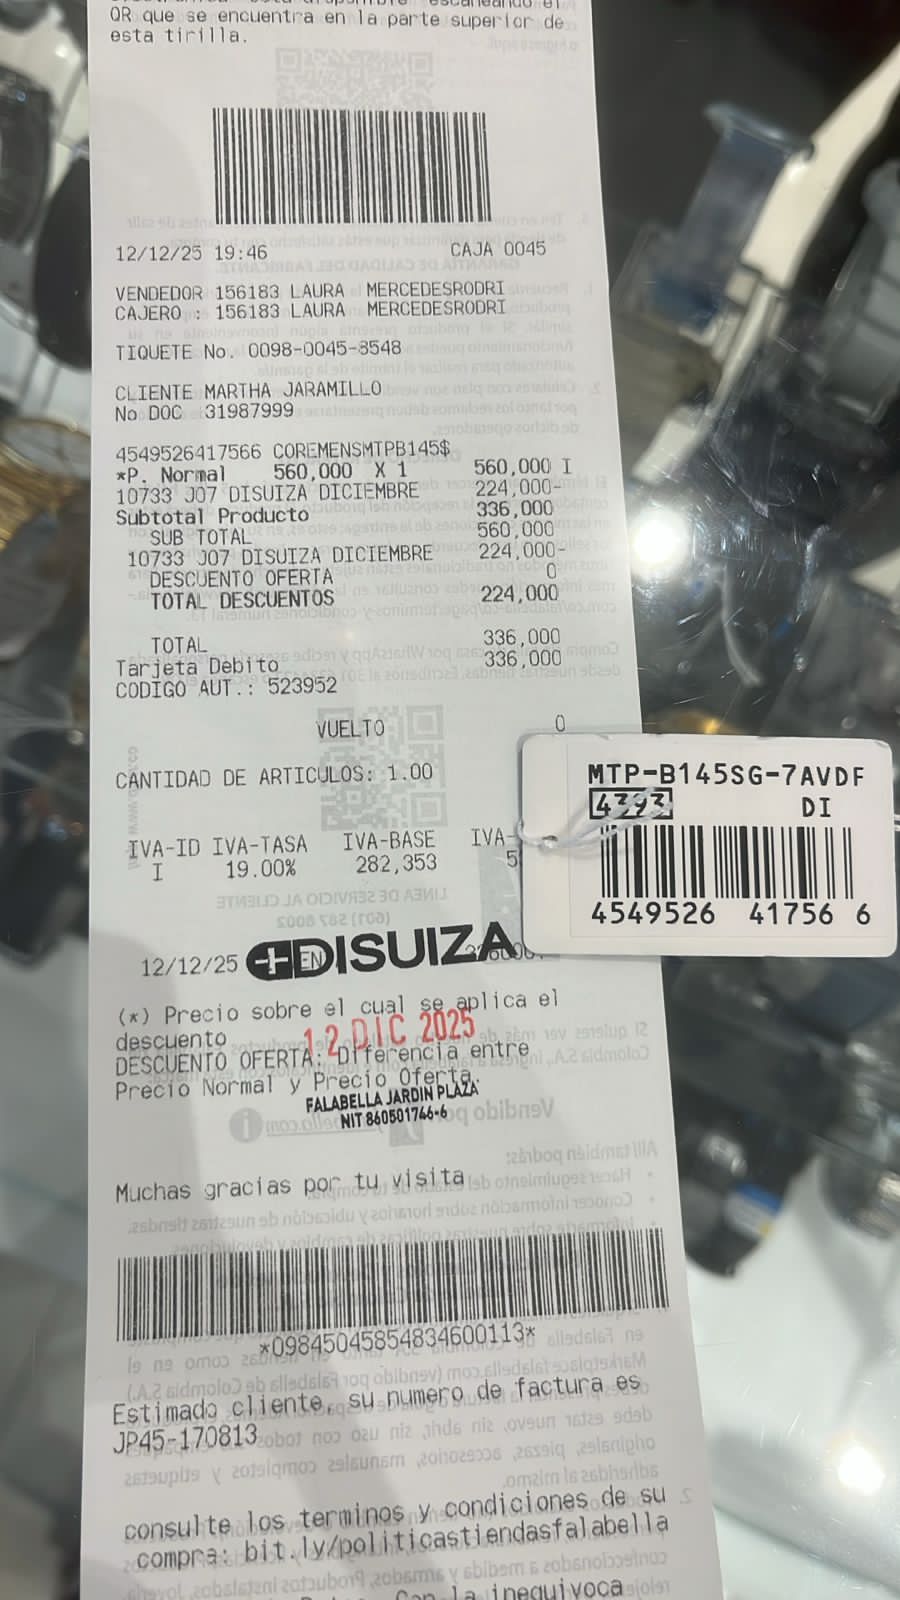 QR que se encuentra en la parte superior de
esta tirilla.
12/12/25 19:46 CAJA 0045
VENDEDOR 156183 LAURA MERCEDESRODRI
CAJERO : 156183 LAURA MERCEDESRODRI
TIQUETE No. 0098-0045-8548
CLIENTE MARTHA JARAMILLO
No DOC 31987999
4549526417566 COREMENSMTPB145$
*P. Normal 560,000 X 1 560,000 I
10733 J07 DISUIZA DICIEMBRE 224,000-
Subtotal Producto 336,000
SUB TOTAL 560,000
10733 J07 DISUIZA DICIEMBRE 224,000-
DESCUENTO OFERTA 0
TOTAL DESCUENTOS 224,000
TOTAL 336,000
Tarjeta Debito 336,000
CODIGO AUT.: 523952
VUELTO 0
CANTIDAD DE ARTICULOS: 1.00
IVA-ID IVA-TASA IVA-BASE IVA-
I 19.00% 282,353 5
MTP-B145SG-7AVDF
4393 DI
4549526 41756 6
12/12/25 DISUIZA
(*) Precio sobre el cual se aplica el
descuento
12 DIC 2025
DESCUENTO OFERTA: Diferencia entre
Precio Normal y Precio Oferta.
FALABELLA JARDIN PLAZA
NIT 860501746-6
Muchas gracias por tu visita
*09845045854834600113*
Estimado cliente, su numero de factura es
JP45-170813
consulte los terminos y condiciones de su
compra: bit.ly/politicastiendasfalabella
la inequivoca